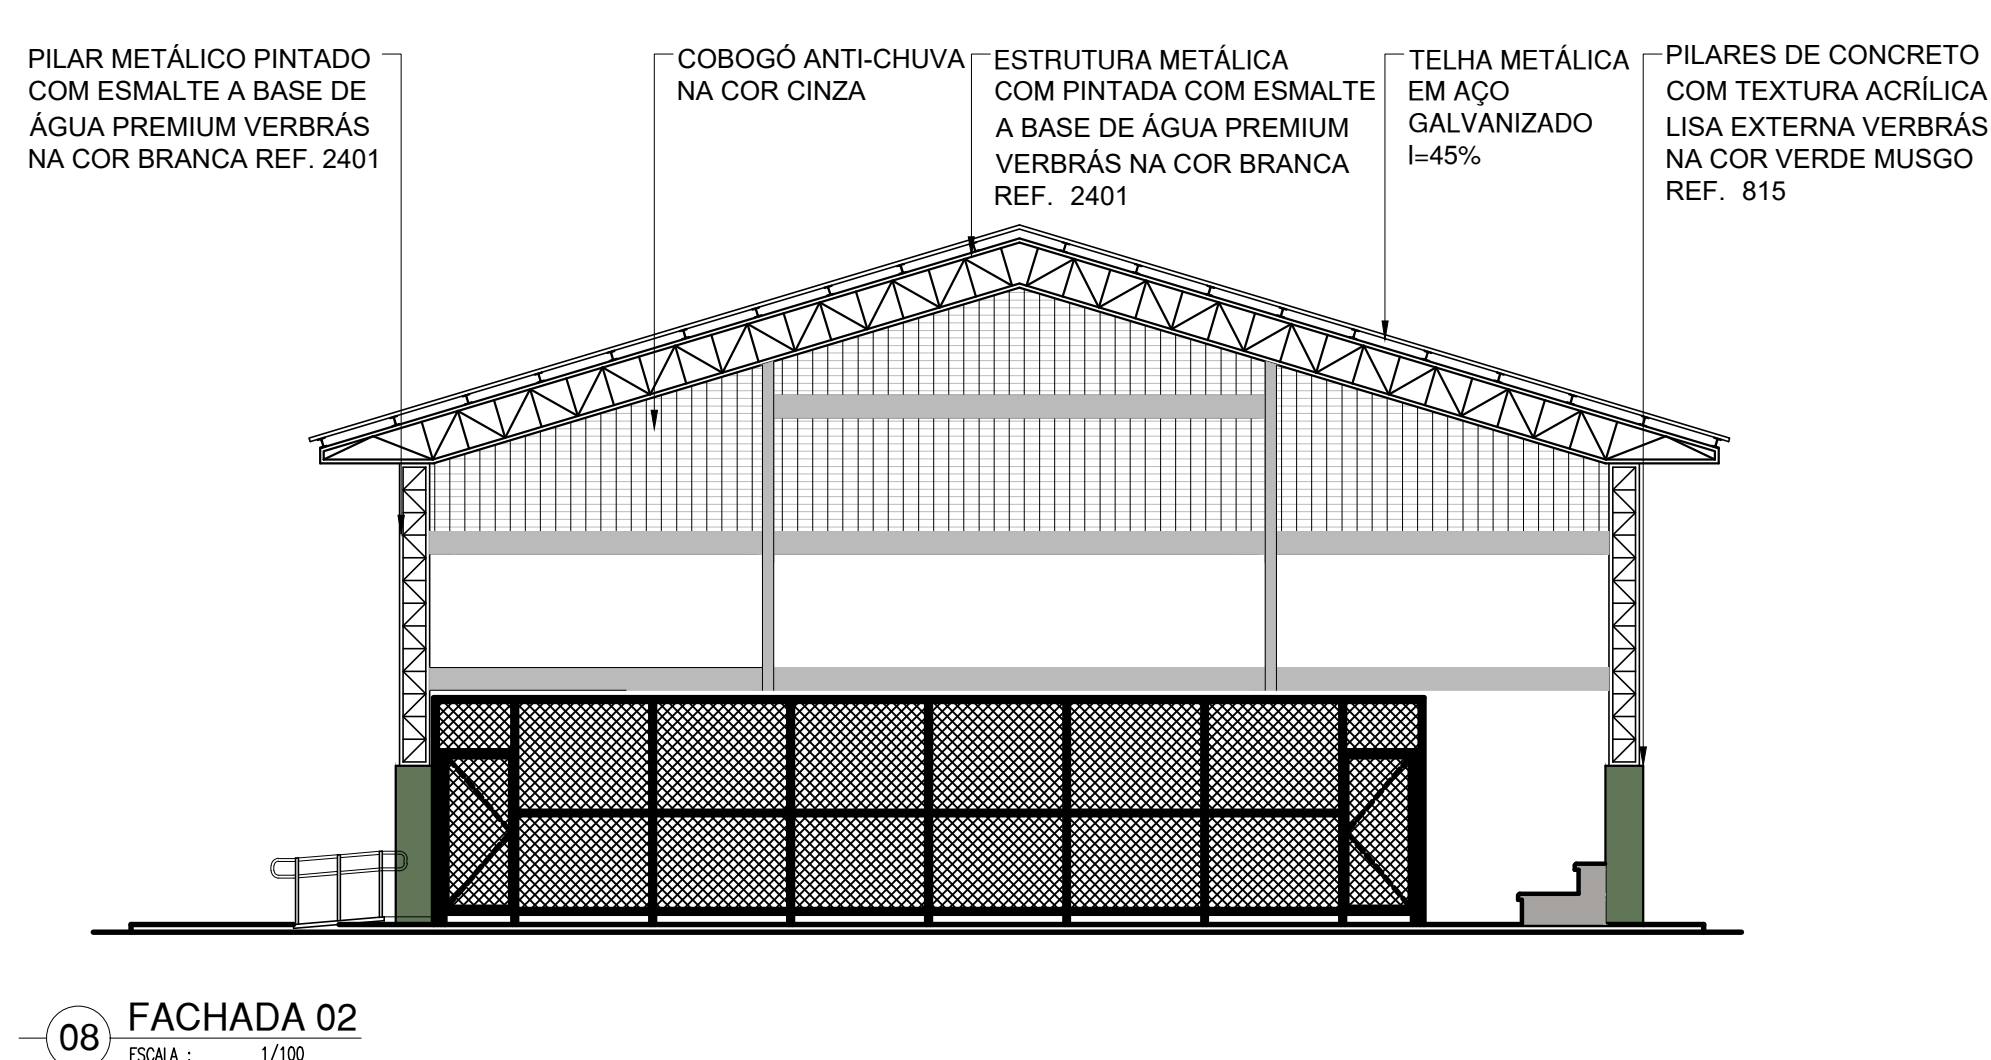 PILAR METÁLICO PINTADO
COM ESMALTE A BASE DE
ÁGUA PREMIUM VERBRÁS
NA COR BRANCA REF. 2401
COBOGÓ ANTI-CHUVA
NA COR CINZA
ESTRUTURA METÁLICA
COM PINTADA COM ESMALTE
A BASE DE ÁGUA PREMIUM
VERBRÁS NA COR BRANCA
REF. 2401
TELHA METÁLICA
EM AÇO
GALVANIZADO
I=45%
PILARES DE CONCRETO
COM TEXTURA ACRÍLICA
LISA EXTERNA VERBRÁS
NA COR VERDE MUSGO
REF. 815
08
FACHADA 02
ESCALA : 1/100